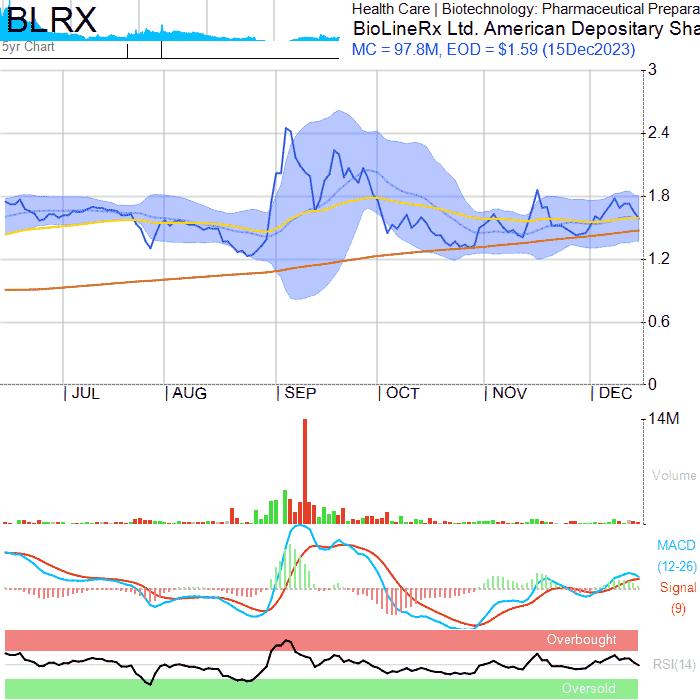 BLRX
5yr Chart
Health Care | Biotechnology: Pharmaceutical Prepara
BioLineRx Ltd. American Depositary Sha
MC = 97.8M, EOD = $1.59 (15Dec2023)
3
2.4
1.8
1.2
0.6
0
JUL
AUG
SEP
OCT
NOV
DEC
14M
Volume
MACD
(12-26)
Signal
(9)
Overbought
RSI(14)
Oversold